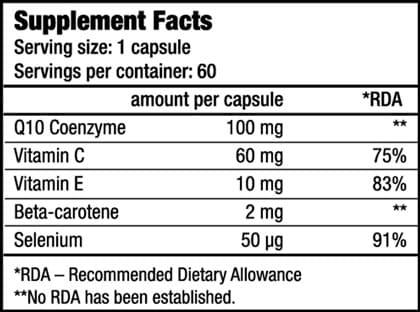 Supplement Facts
Serving size: 1 capsule
Servings per container: 60
amount per capsule *RDA
Q10 Coenzyme 100 mg **
Vitamin C 60 mg 75%
Vitamin E 10 mg 83%
Beta-carotene 2 mg **
Selenium 50 µg 91%
*RDA – Recommended Dietary Allowance
**No RDA has been established.